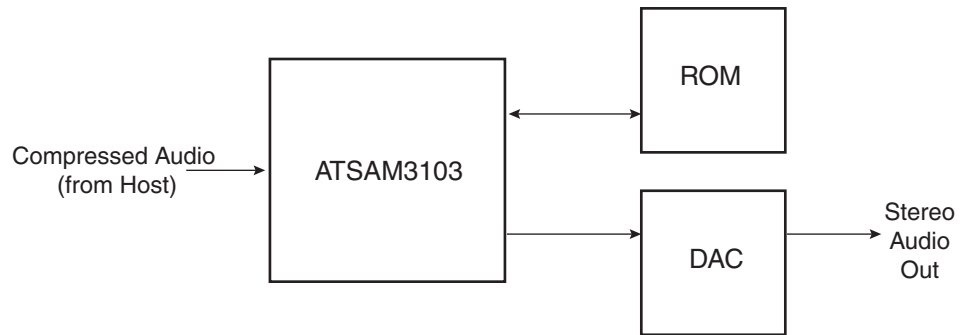 Compressed Audio
(from Host)
ATSAM3103
ROM
DAC
Stereo
Audio
Out